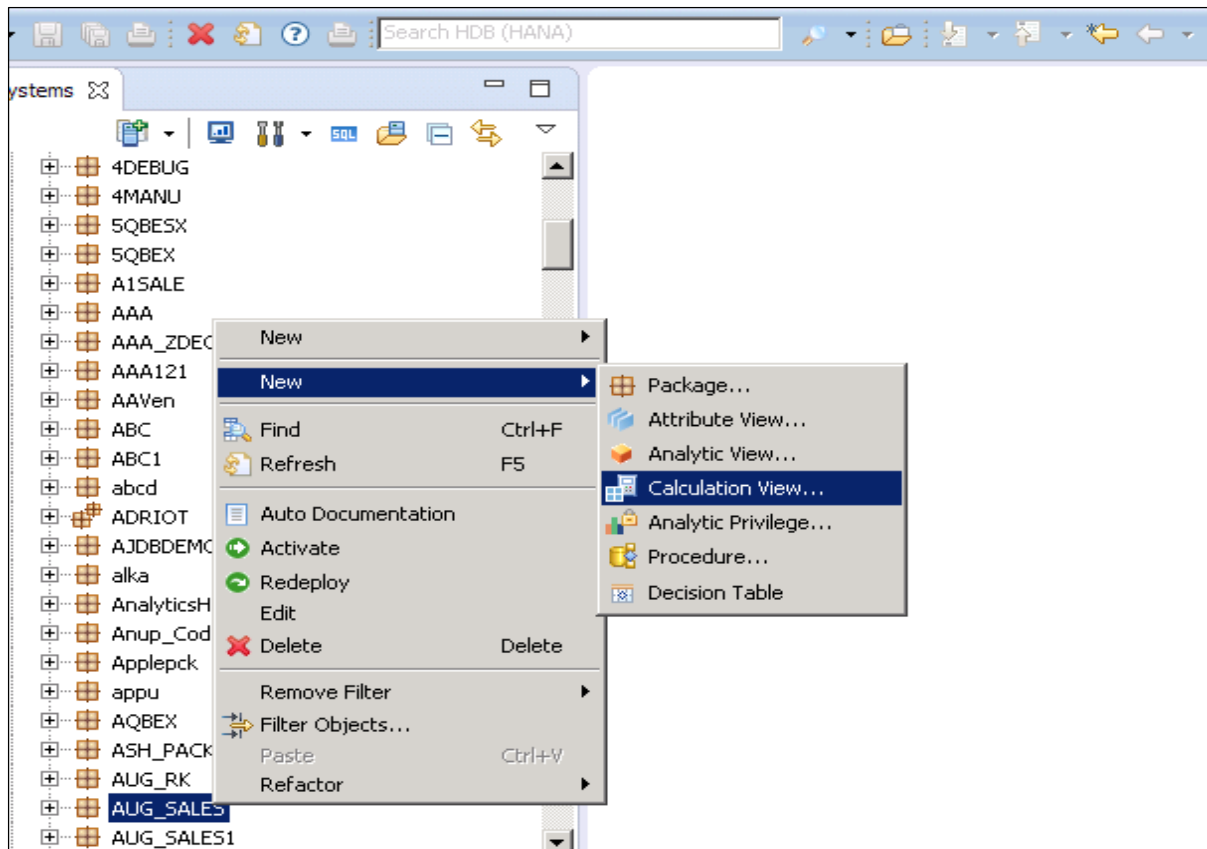 Search HDB (HANA)
ystems
SQL
4DEBUG
4MANU
5QBESX
5QBEX
A1SALE
AAA
AAA_ZDEC
AAA121
AAVen
ABC
ABC1
abcd
ADRIOT
AJDBDEMO
alka
AnalyticsH
Anup_Cod
Applepck
appu
AQBEX
ASH_PACK
AUG_RK
AUG_SALES
AUG_SALES1
New
New
Find Ctrl+F
Refresh F5
Auto Documentation
Activate
Redeploy
Edit
Delete Delete
Remove Filter
Filter Objects...
Paste Ctrl+V
Refactor
Package...
Attribute View...
Analytic View...
Calculation View...
Analytic Privilege...
Procedure...
Decision Table